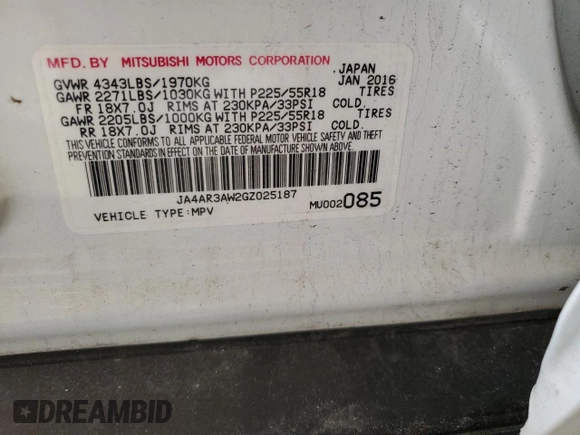 MFD. BY MITSUBISHI MOTORS CORPORATION
JAPAN
GVWR 4343LBS/1970KG JAN 2016
GAWR 2271LBS/1030KG WITH P225/55R18 TIRES
FR 18X7.0J RIMS AT 230KPA/33PSI COLD.
GAWR 2205LBS/1000KG WITH P225/55R18 TIRES
RR 18X7.0J RIMS AT 230KPA/33PSI COLD.
THIS VEHICLE CONFORMS TO ALL APPLICABLE FEDERAL MOTOR VEHICLE SAFETY AND
THEFT PREVENTION STANDARDS IN EFFECT ON THE DATE OF MANUFACTURE SHOWN ABOVE.
JA4AR3AW2GZ025187
VEHICLE TYPE:MPV MU002085
DREAMBID